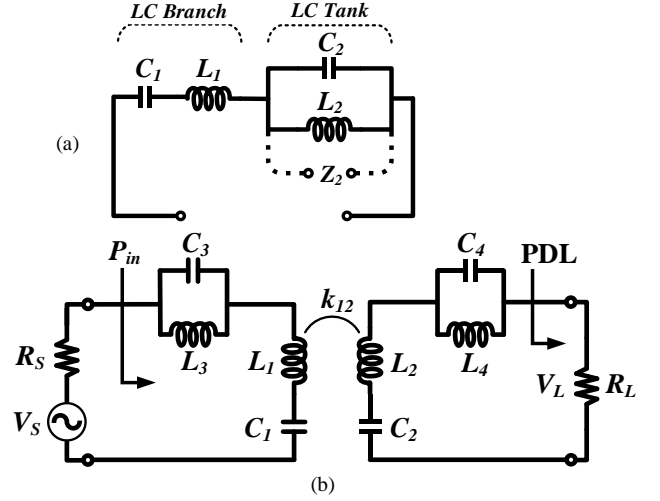 LC Branch LC Tank
C1 L1 C2
L2
Z2
(a)
Pin C3 k12 C4 PDL
RS L3 L1 L2 L4 VL RL
VS C1 C2
(b)